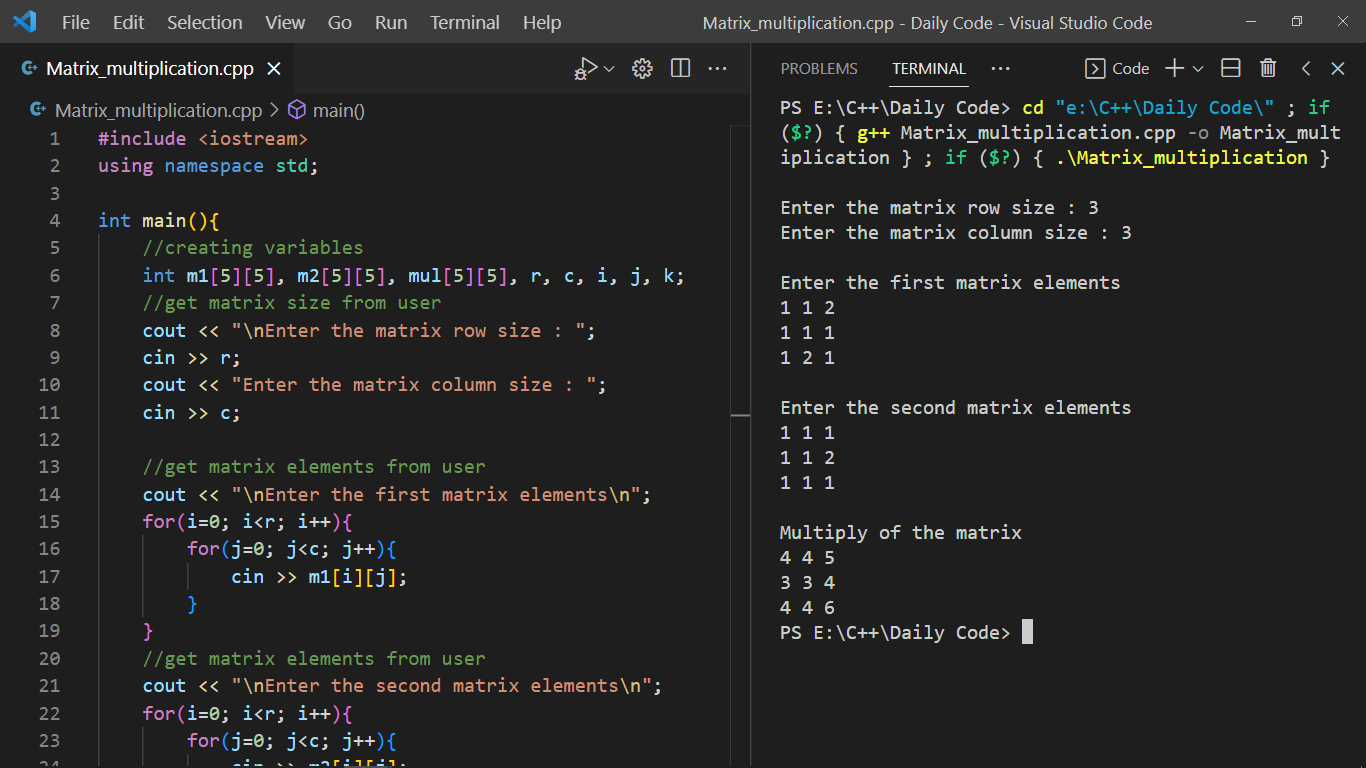 File Edit Selection View Go Run Terminal Help Matrix_multiplication.cpp - Daily Code - Visual Studio Code
Matrix_multiplication.cpp
Matrix_multiplication.cpp > main()
1 #include <iostream>
2 using namespace std;
3
4 int main(){
5 //creating variables
6 int m1[5][5], m2[5][5], mul[5][5], r, c, i, j, k;
7 //get matrix size from user
8 cout << "\nEnter the matrix row size : ";
9 cin >> r;
10 cout << "Enter the matrix column size : ";
11 cin >> c;
12
13 //get matrix elements from user
14 cout << "\nEnter the first matrix elements\n";
15 for(i=0; i<r; i++){
16 for(j=0; j<c; j++){
17 cin >> m1[i][j];
18 }
19 }
20 //get matrix elements from user
21 cout << "\nEnter the second matrix elements\n";
22 for(i=0; i<r; i++){
23 for(j=0; j<c; j++){
24 cin >> m2[i][j];
PROBLEMS TERMINAL ··· Code
PS E:\C++\Daily Code> cd "e:\C++\Daily Code\" ; if
($?) { g++ Matrix_multiplication.cpp -o Matrix_mult
iplication } ; if ($?) { .\Matrix_multiplication }
Enter the matrix row size : 3
Enter the matrix column size : 3
Enter the first matrix elements
1 1 2
1 1 1
1 2 1
Enter the second matrix elements
1 1 1
1 1 2
1 1 1
Multiply of the matrix
4 4 5
3 3 4
4 4 6
PS E:\C++\Daily Code>